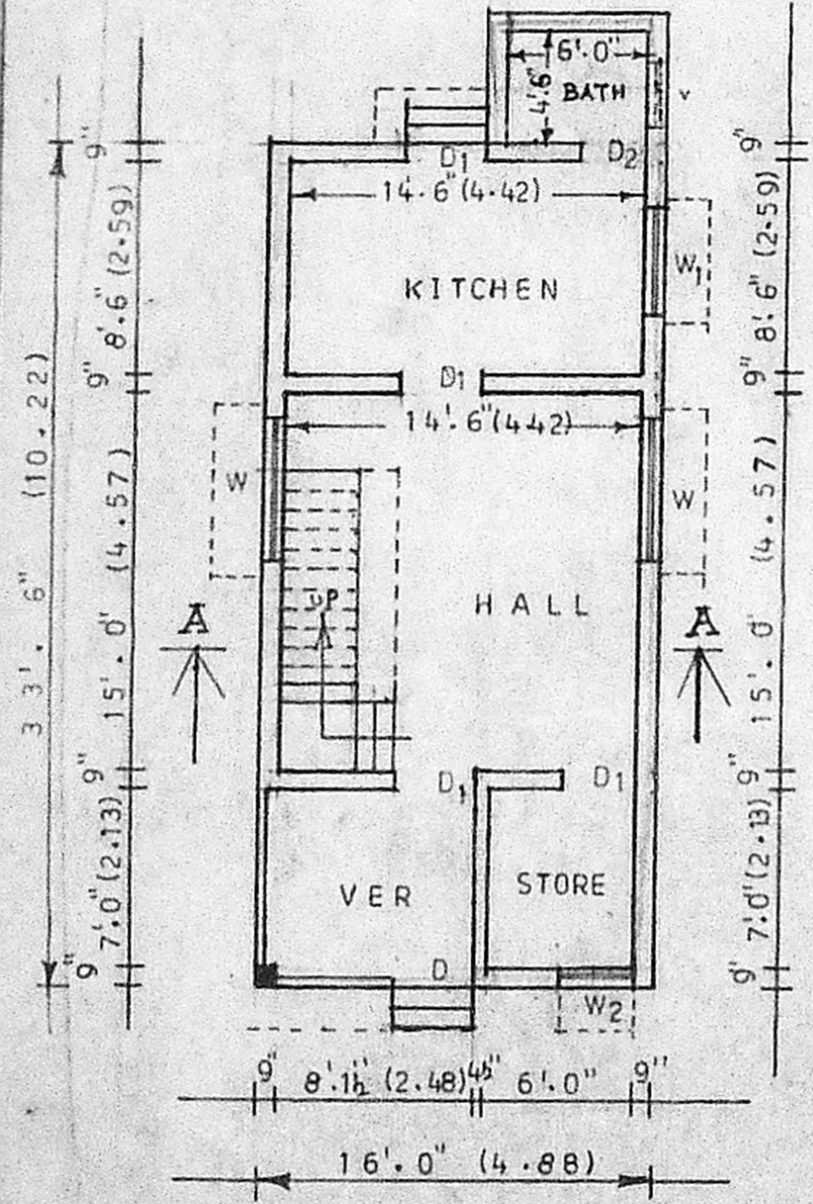 6'.0"
4'.6"
BATH
V
9"
D1
D2
9"
14'.6"(4.42)
8'.6" (2.59)
KITCHEN
W1
8'.6" (2.59)
9"
D1
9"
14'.6"(4.42)
33'.6" (10.22)
15'.0" (4.57)
W
W
15'.0" (4.57)
UP
HALL
A
A
9"
D1
D1
9"
7'.0" (2.13)
VER
STORE
7'.0" (2.13)
9"
D
9"
W2
9" 8'.1½" (2.48) 4½" 6'.0" 9"
16'.0" (4.88)